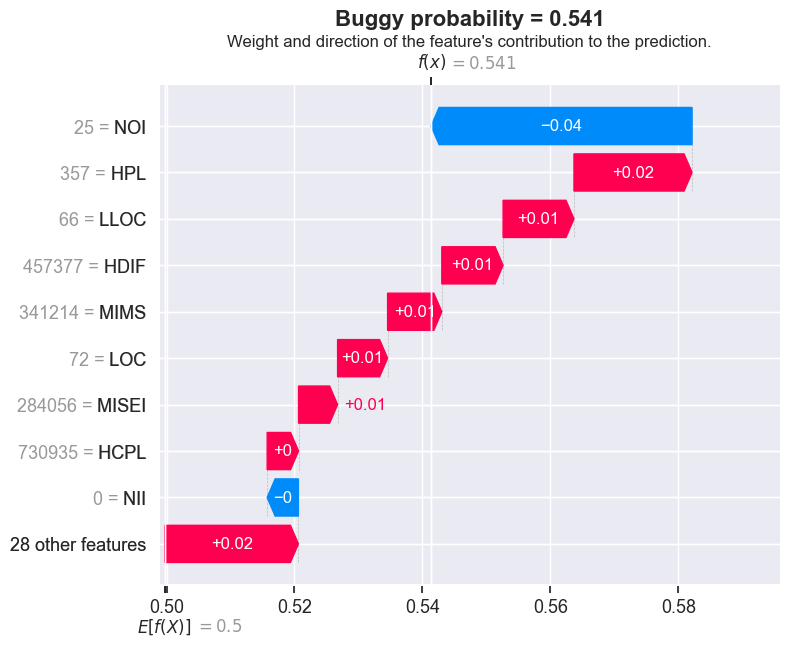 Buggy probability = 0.541
Weight and direction of the feature's contribution to the prediction.
f(x) = 0.541
25 = NOI
−0.04
357 = HPL
+0.02
66 = LLOC
+0.01
457377 = HDIF
+0.01
341214 = MIMS
+0.01
72 = LOC
+0.01
284056 = MISEI
+0.01
730935 = HCPL
+0
0 = NII
−0
28 other features
+0.02
0.50 0.52 0.54 0.56 0.58
E[f(X)] = 0.5